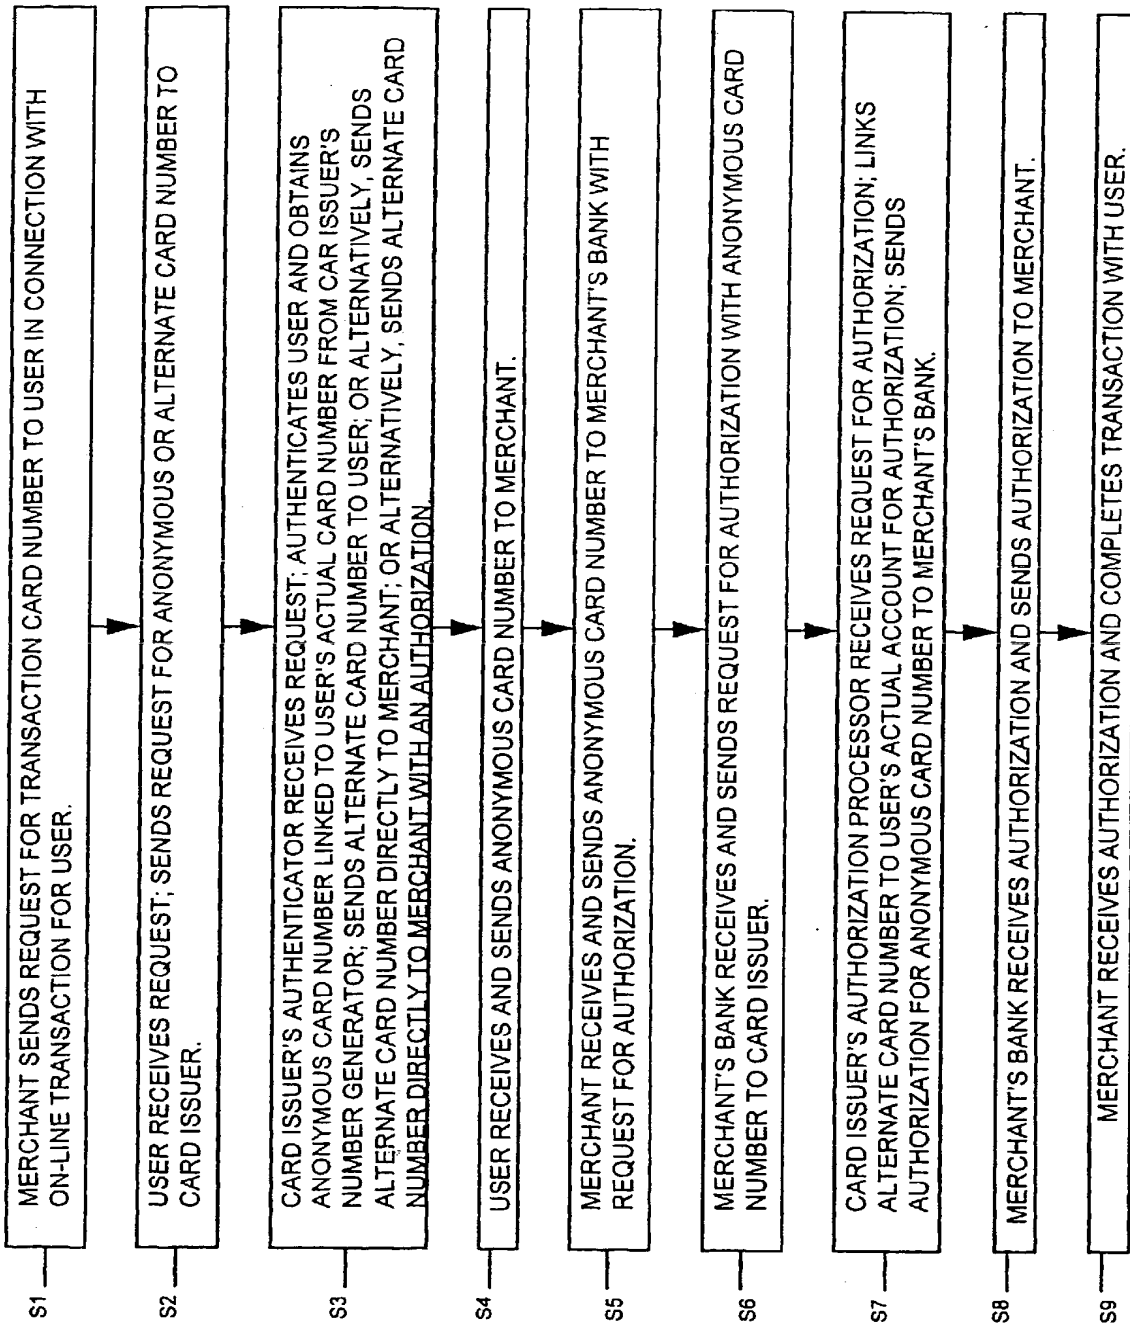 S1
MERCHANT SENDS REQUEST FOR TRANSACTION CARD NUMBER TO USER IN CONNECTION WITH
ON-LINE TRANSACTION FOR USER.
S2
USER RECEIVES REQUEST; SENDS REQUEST FOR ANONYMOUS OR ALTERNATE CARD NUMBER TO
CARD ISSUER.
S3
CARD ISSUER'S AUTHENTICATOR RECEIVES REQUEST; AUTHENTICATES USER AND OBTAINS
ANONYMOUS CARD NUMBER LINKED TO USER'S ACTUAL CARD NUMBER FROM CAR ISSUER'S
NUMBER GENERATOR; SENDS ALTERNATE CARD NUMBER TO USER; OR ALTERNATIVELY, SENDS
ALTERNATE CARD NUMBER DIRECTLY TO MERCHANT; OR ALTERNATIVELY, SENDS ALTERNATE CARD
NUMBER DIRECTLY TO MERCHANT WITH AN AUTHORIZATION.
S4
USER RECEIVES AND SENDS ANONYMOUS CARD NUMBER TO MERCHANT.
S5
MERCHANT RECEIVES AND SENDS ANONYMOUS CARD NUMBER TO MERCHANT'S BANK WITH
REQUEST FOR AUTHORIZATION.
S6
MERCHANT'S BANK RECEIVES AND SENDS REQUEST FOR AUTHORIZATION WITH ANONYMOUS CARD
NUMBER TO CARD ISSUER.
S7
CARD ISSUER'S AUTHORIZATION PROCESSOR RECEIVES REQUEST FOR AUTHORIZATION; LINKS
ALTERNATE CARD NUMBER TO USER'S ACTUAL ACCOUNT FOR AUTHORIZATION; SENDS
AUTHORIZATION FOR ANONYMOUS CARD NUMBER TO MERCHANT'S BANK.
S8
MERCHANT'S BANK RECEIVES AUTHORIZATION AND SENDS AUTHORIZATION TO MERCHANT.
S9
MERCHANT RECEIVES AUTHORIZATION AND COMPLETES TRANSACTION WITH USER.